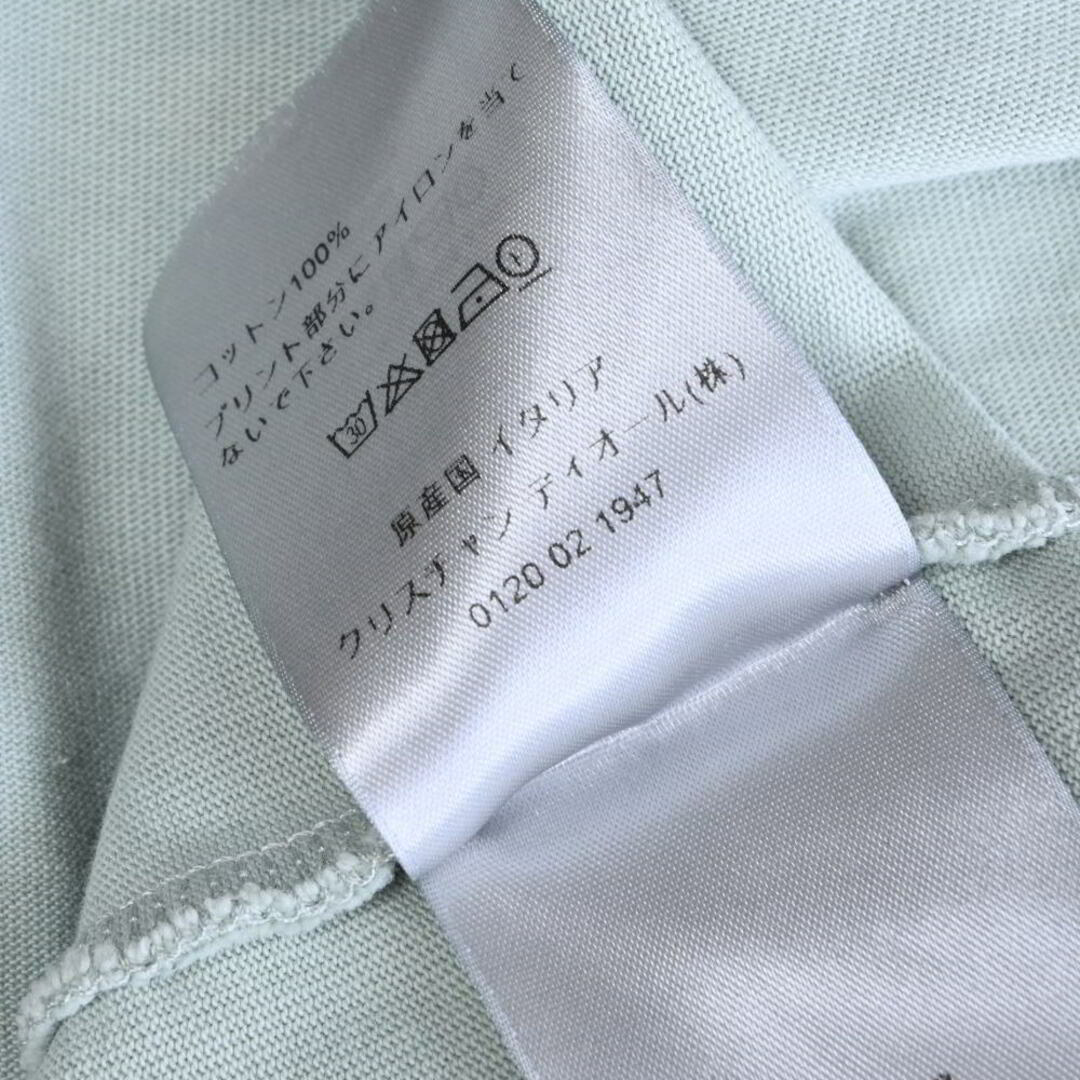 コットン100%
プリント部分にアイロンを当て
ないで下さい。
30
原産国 イタリア
クリスチャン ディオール(株)
0120 02 1947